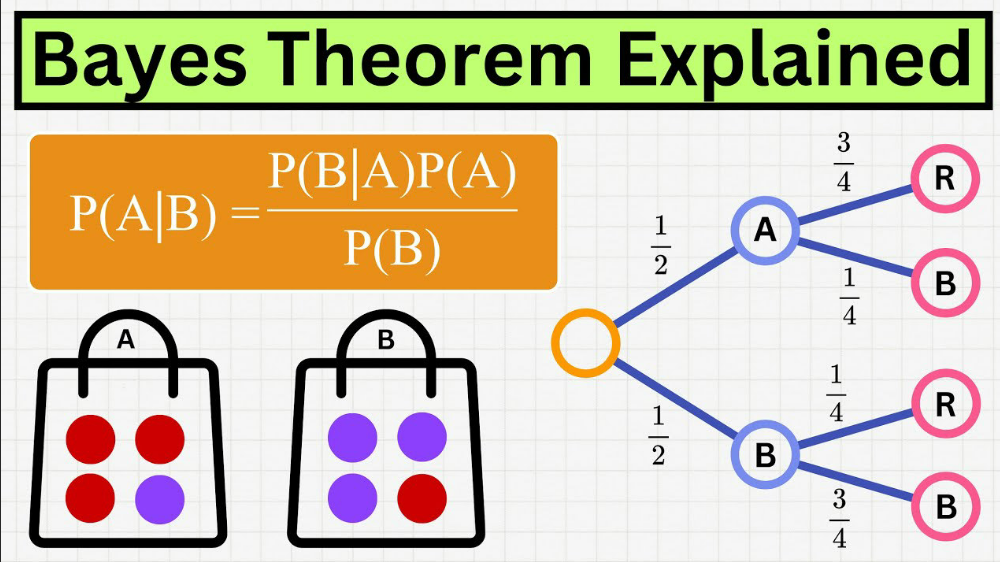 Bayes Theorem Explained
P(A|B) = P(B|A)P(A) / P(B)
A
B
1/2
1/2
A
B
3/4
1/4
1/4
3/4
R
B
R
B